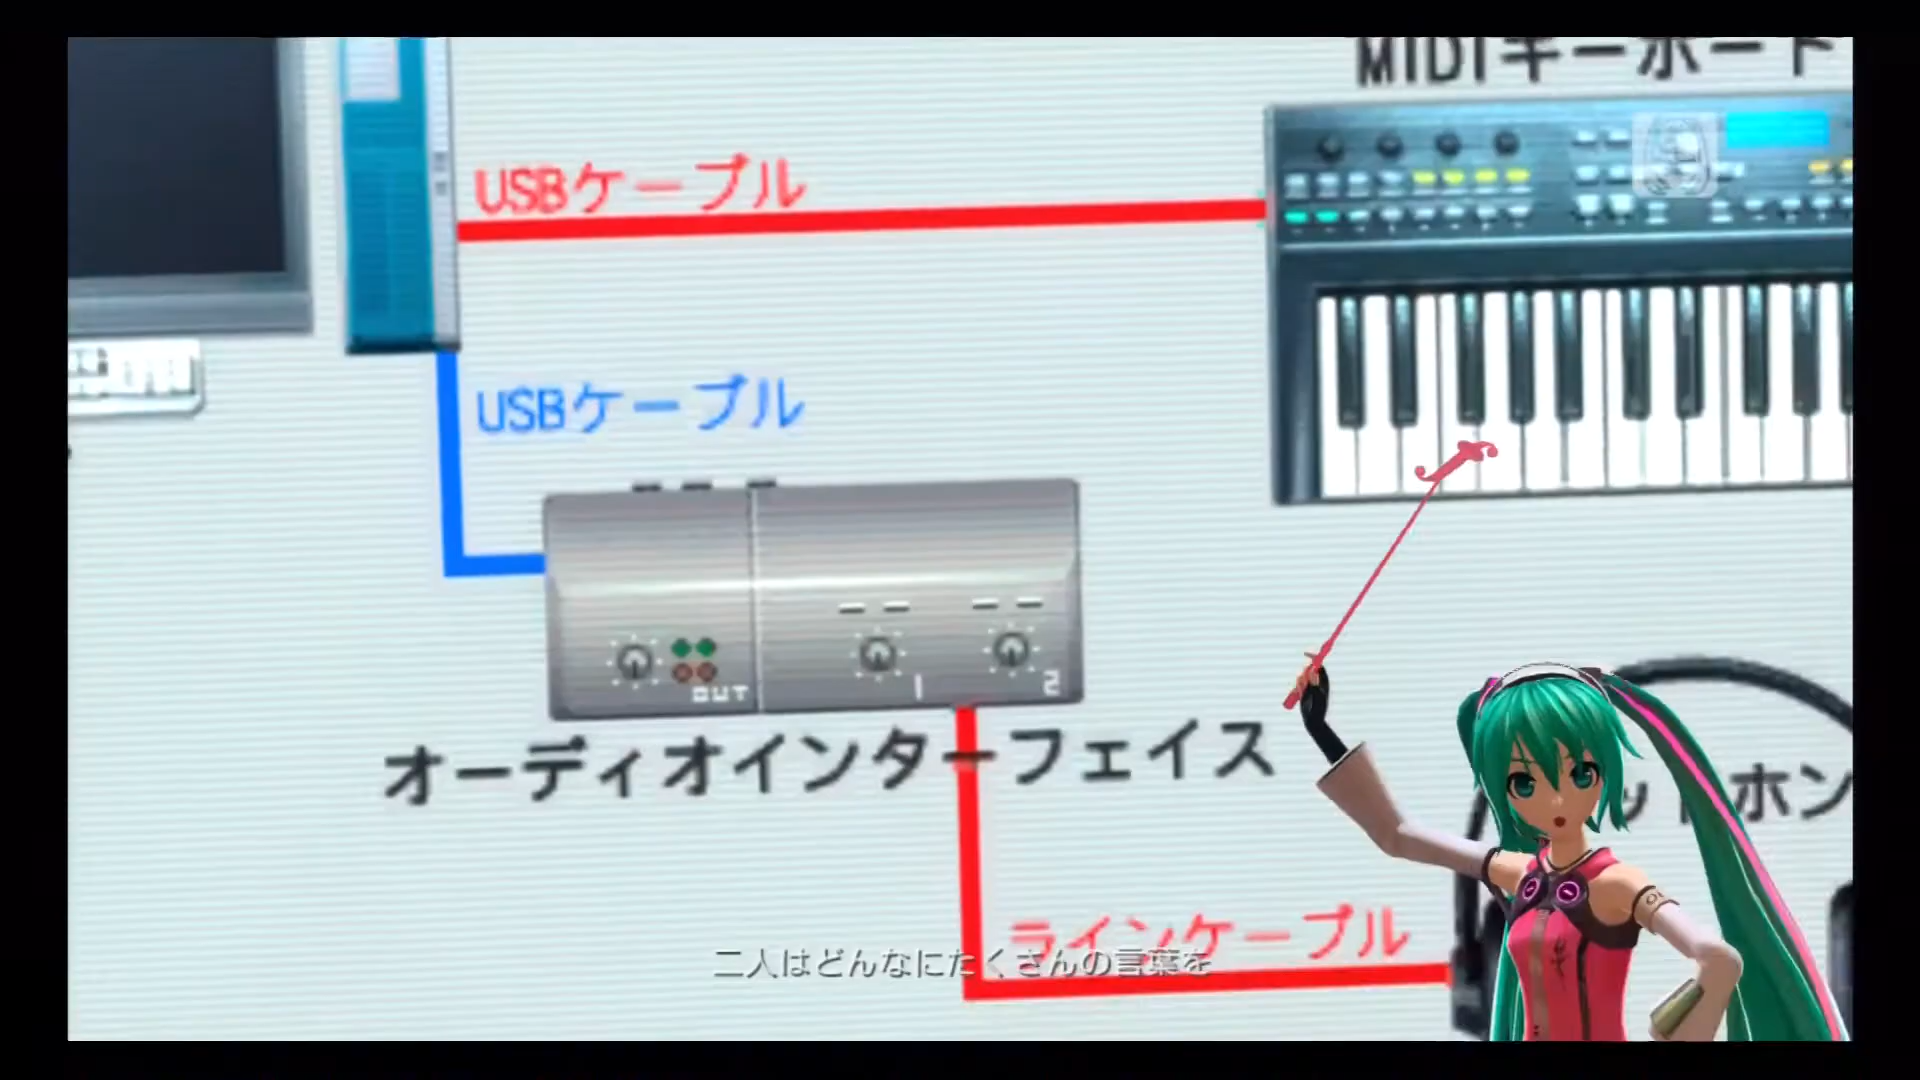 MIDIキーボード
USBケーブル
USBケーブル
OUT
1
2
オーディオインターフェイス
ラインケーブル
二人はどんなにたくさんの言葉を